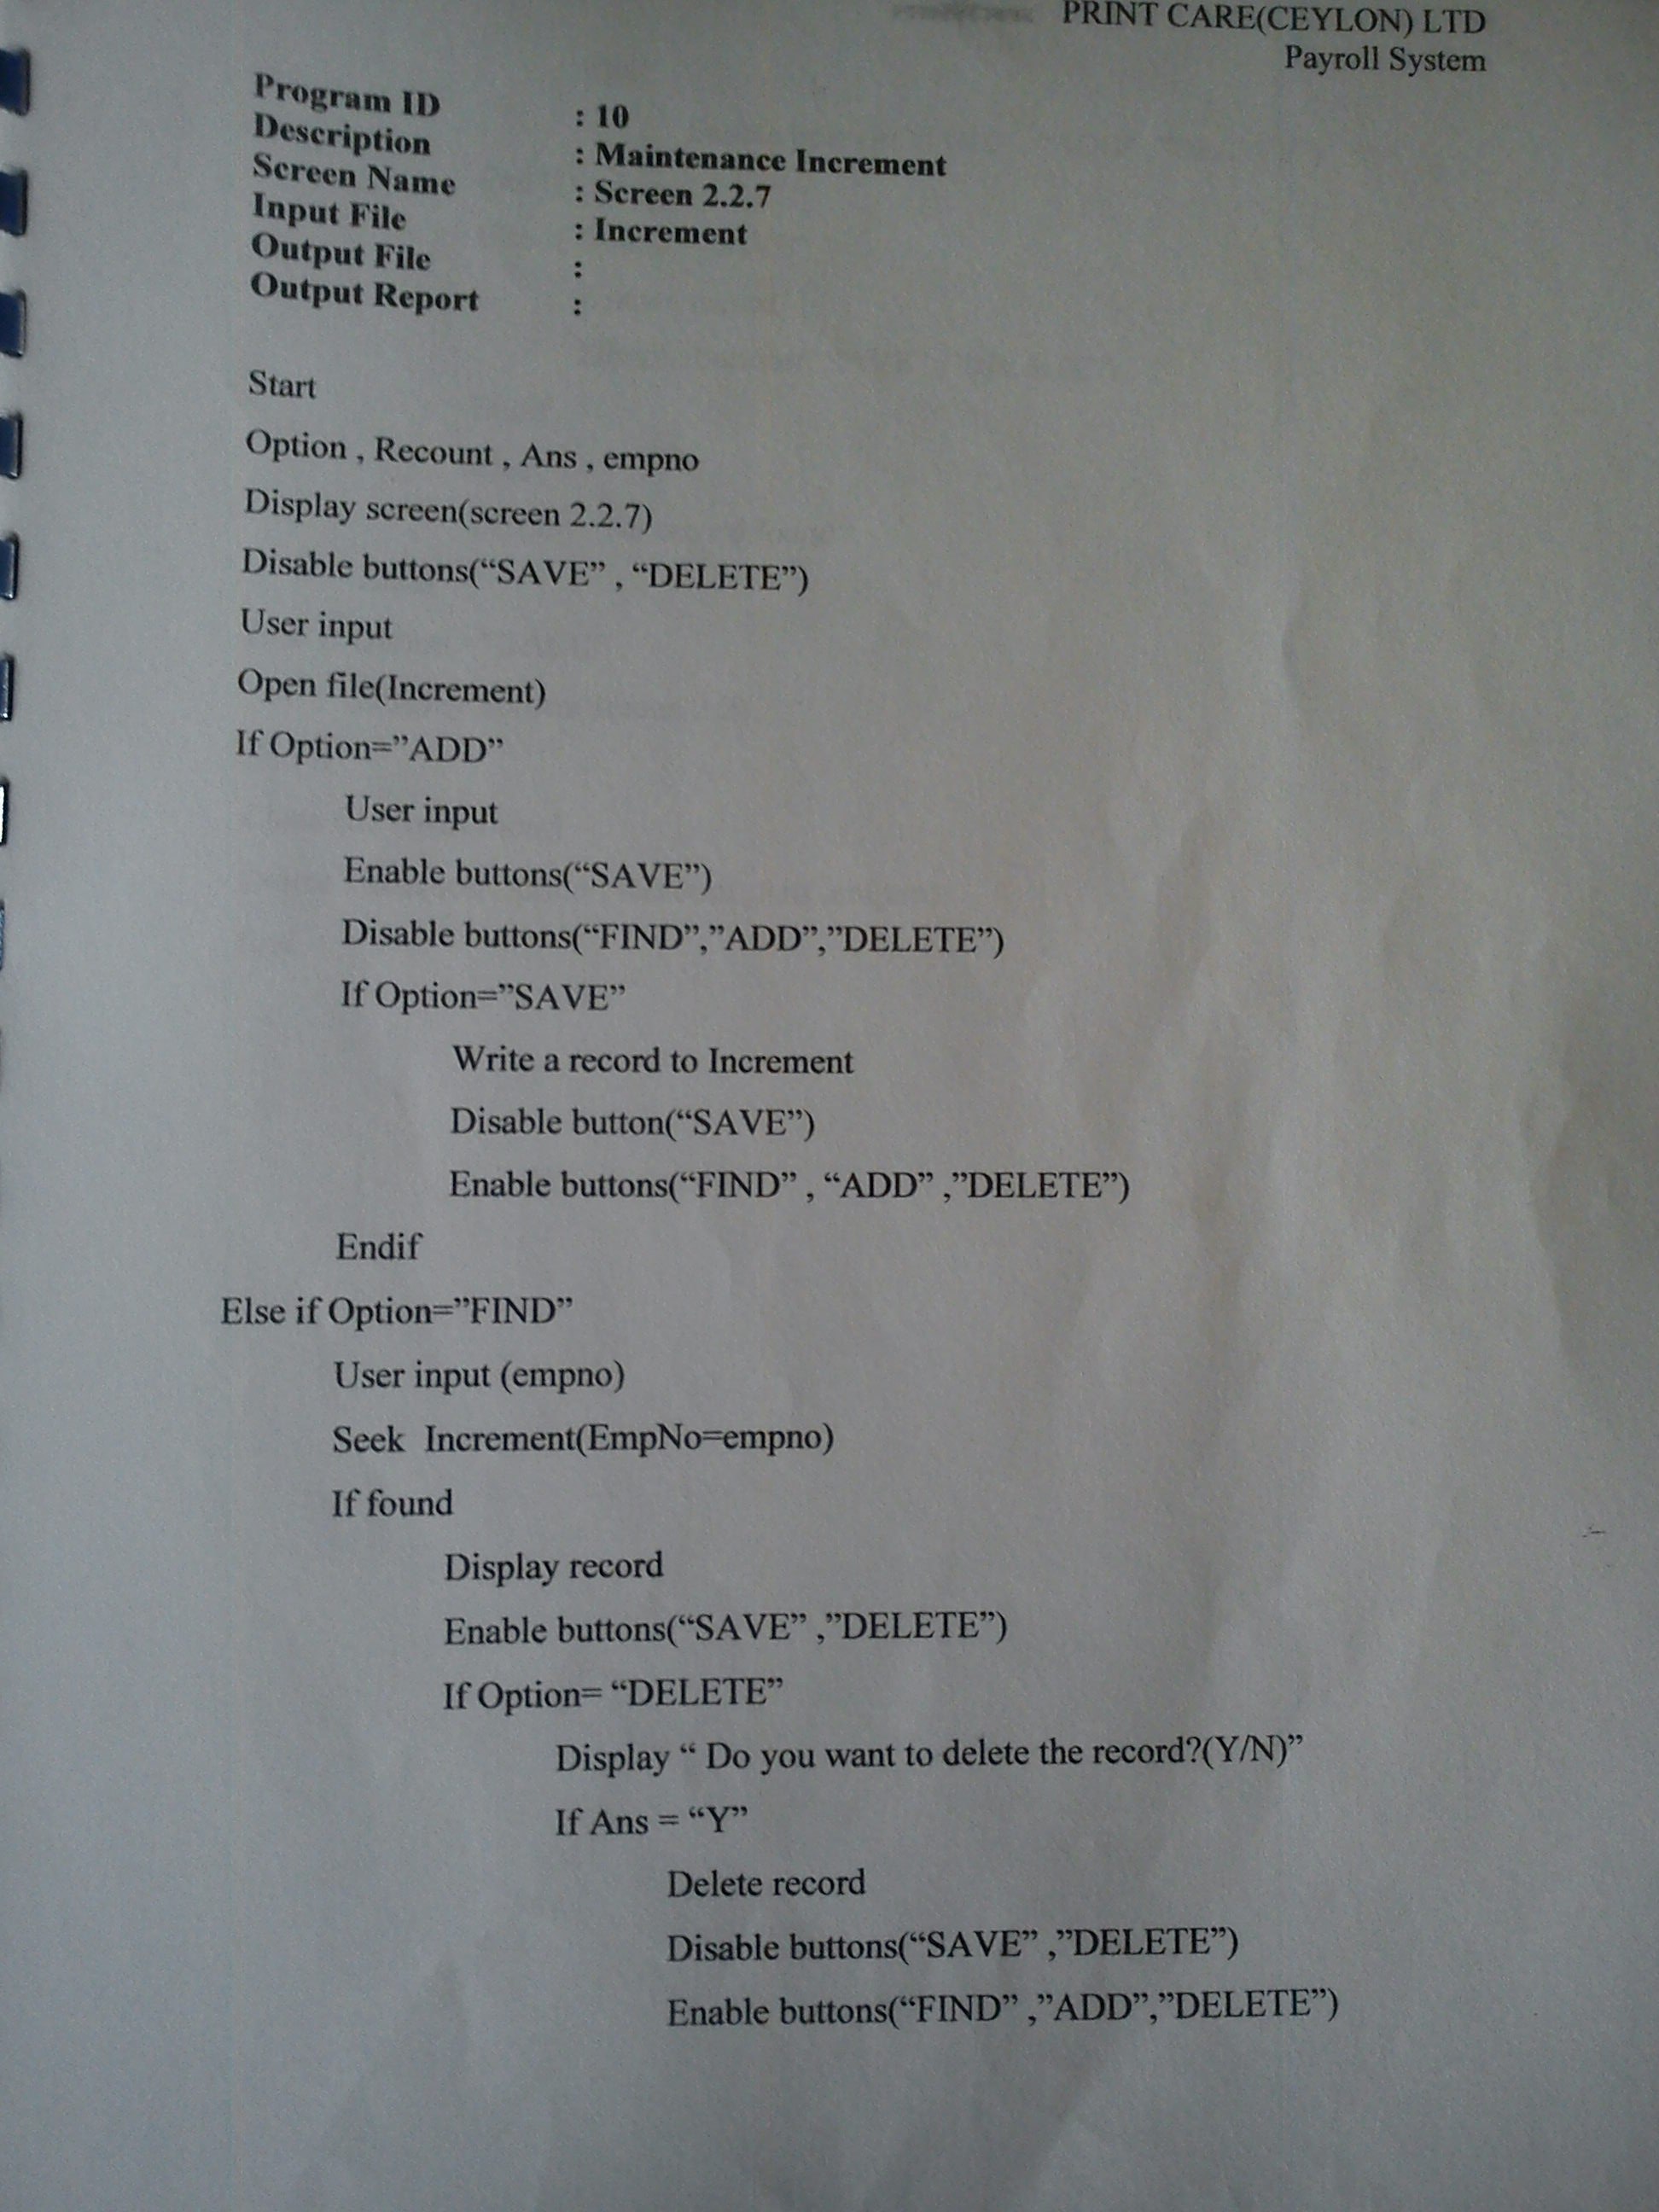 PRINT CARE(CEYLON) LTD
Payroll System
Program ID : 10
Description : Maintenance Increment
Screen Name : Screen 2.2.7
Input File : Increment
Output File :
Output Report :
Start
Option , Recount , Ans , empno
Display screen(screen 2.2.7)
Disable buttons(“SAVE” , “DELETE”)
User input
Open file(Increment)
If Option=”ADD”
User input
Enable buttons(“SAVE”)
Disable buttons(“FIND”,”ADD”,”DELETE”)
If Option=”SAVE”
Write a record to Increment
Disable button(“SAVE”)
Enable buttons(“FIND” , “ADD” ,”DELETE”)
Endif
Else if Option=”FIND”
User input (empno)
Seek Increment(EmpNo=empno)
If found
Display record
Enable buttons(“SAVE” ,”DELETE”)
If Option= “DELETE”
Display “ Do you want to delete the record?(Y/N)”
If Ans = “Y”
Delete record
Disable buttons(“SAVE” ,”DELETE”)
Enable buttons(“FIND” ,”ADD”,”DELETE”)